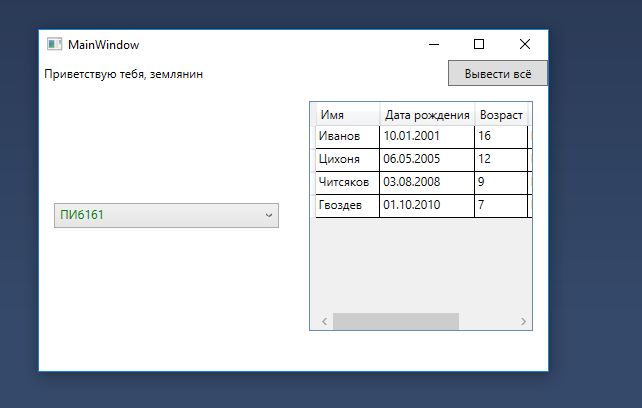 MainWindow
Приветствую тебя, землянин
Вывести всё
Имя Дата рождения Возраст
Иванов 10.01.2001 16
Цихоня 06.05.2005 12
Читсяков 03.08.2008 9
Гвоздев 01.10.2010 7
ПИ6161